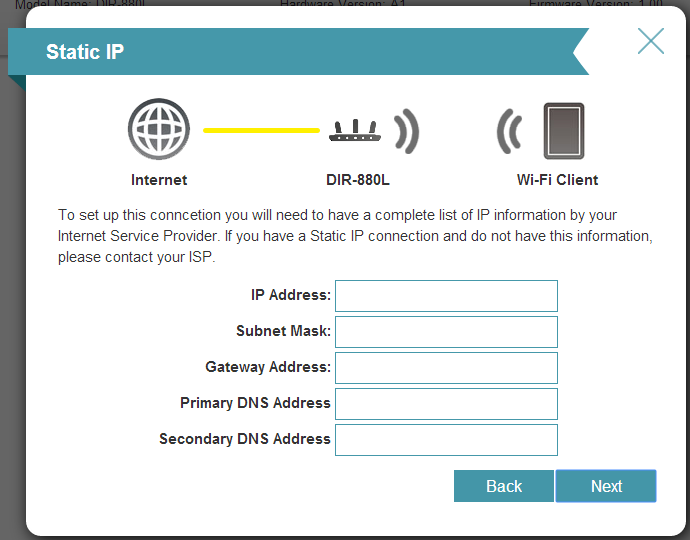 Model Name: DIR-880L Hardware Version: A1 Firmware Version: 1.00
Static IP
Internet
DIR-880L
Wi-Fi Client
To set up this conncetion you will need to have a complete list of IP information by your
Internet Service Provider. If you have a Static IP connection and do not have this information,
please contact your ISP.
IP Address:
Subnet Mask:
Gateway Address:
Primary DNS Address
Secondary DNS Address
Back
Next